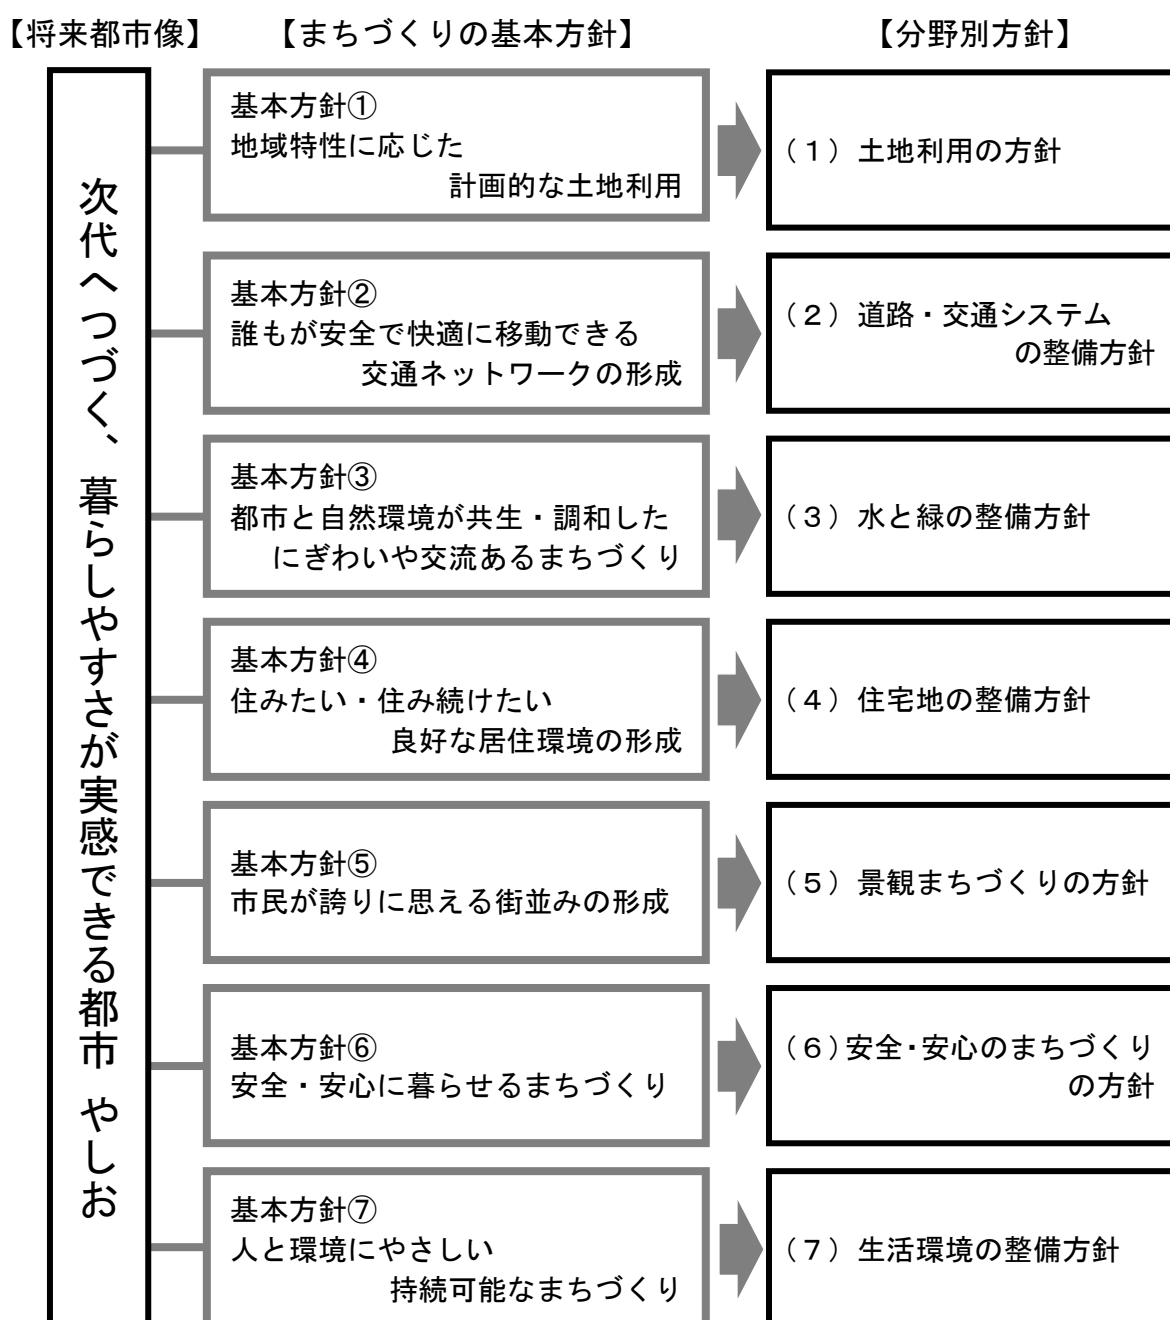 【将来都市像】
【まちづくりの基本方針】
【分野別方針】
次代へつづく、暮らしやすさが実感できる都市 やしお
基本方針①
地域特性に応じた
計画的な土地利用
(1)土地利用の方針
基本方針②
誰もが安全で快適に移動できる
交通ネットワークの形成
(2)道路・交通システム
の整備方針
基本方針③
都市と自然環境が共生・調和した
にぎわいや交流あるまちづくり
(3)水と緑の整備方針
基本方針④
住みたい・住み続けたい
良好な居住環境の形成
(4)住宅地の整備方針
基本方針⑤
市民が誇りに思える街並みの形成
(5)景観まちづくりの方針
基本方針⑥
安全・安心に暮らせるまちづくり
(6)安全・安心のまちづくり
の方針
基本方針⑦
人と環境にやさしい
持続可能なまちづくり
(7)生活環境の整備方針